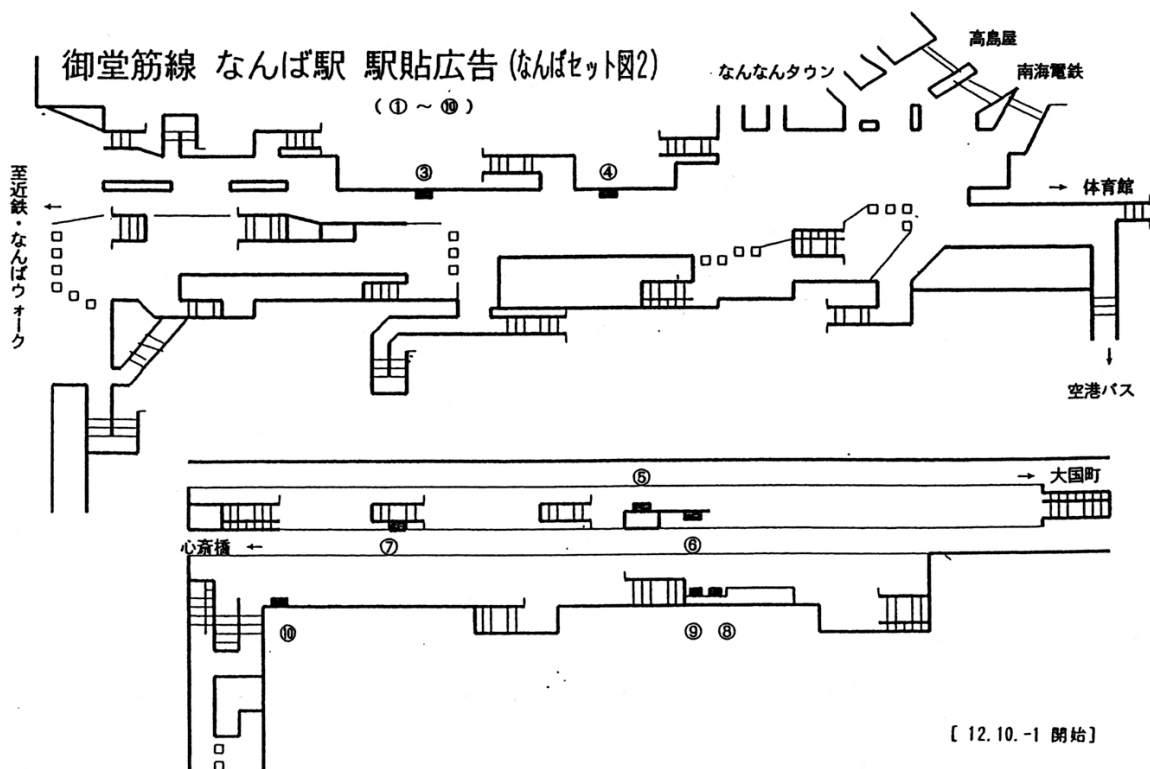 御堂筋線 なんば駅 駅貼広告(なんばセット図2)
(①~⑩)
なんなんタウン
高島屋
南海電鉄
至近鉄・なんばウォーク
←
③
④
→ 体育館
↓
空港バス
⑤
→ 大国町
心斎橋 ←
⑦
⑥
⑩
⑨ ⑧
[ 12.10.-1 開始]